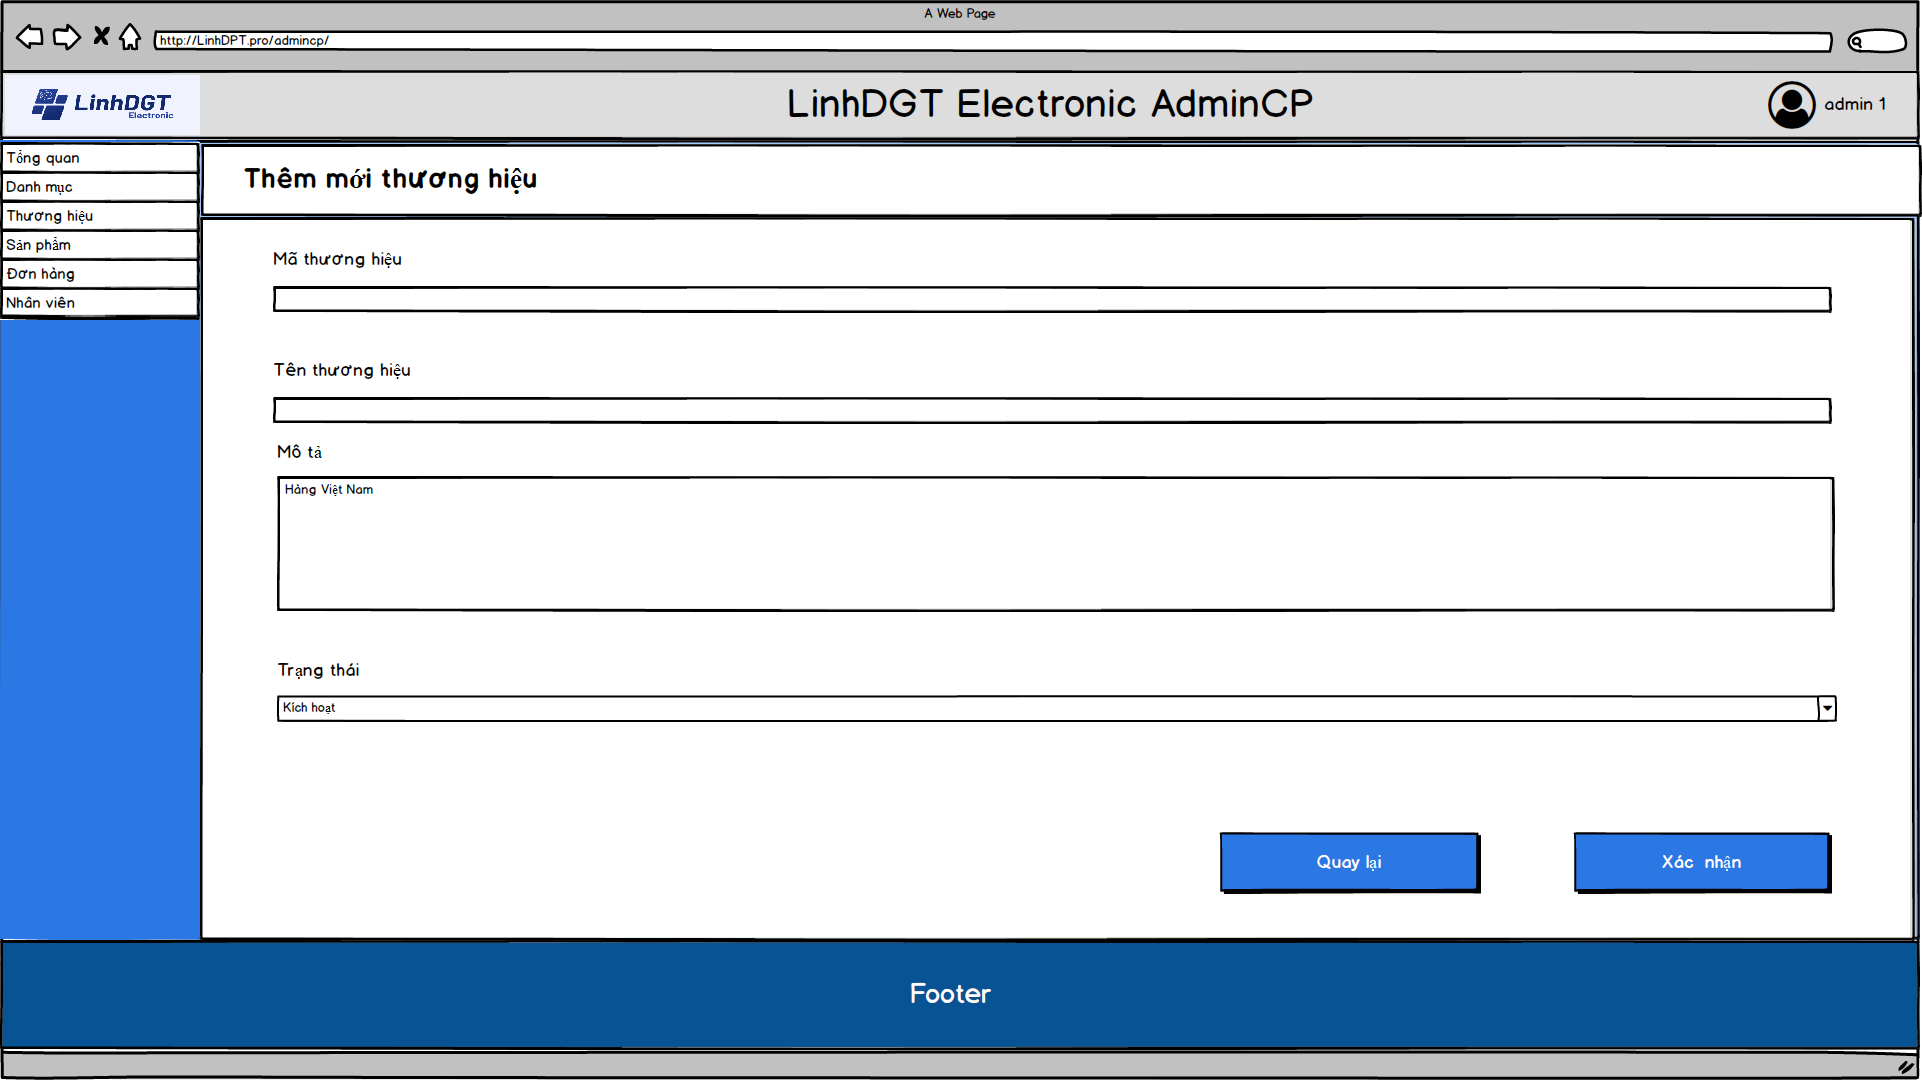 A Web Page
http://LinhDPT.pro/admincp/
LinhDGT
Electronic
LinhDGT Electronic AdminCP
admin 1
Tổng quan
Danh mục
Thương hiệu
Sản phẩm
Đơn hàng
Nhân viên
Thêm mới thương hiệu
Mã thương hiệu
Tên thương hiệu
Mô tả
Hàng Việt Nam
Trạng thái
Kích hoạt
Quay lại
Xác nhận
Footer